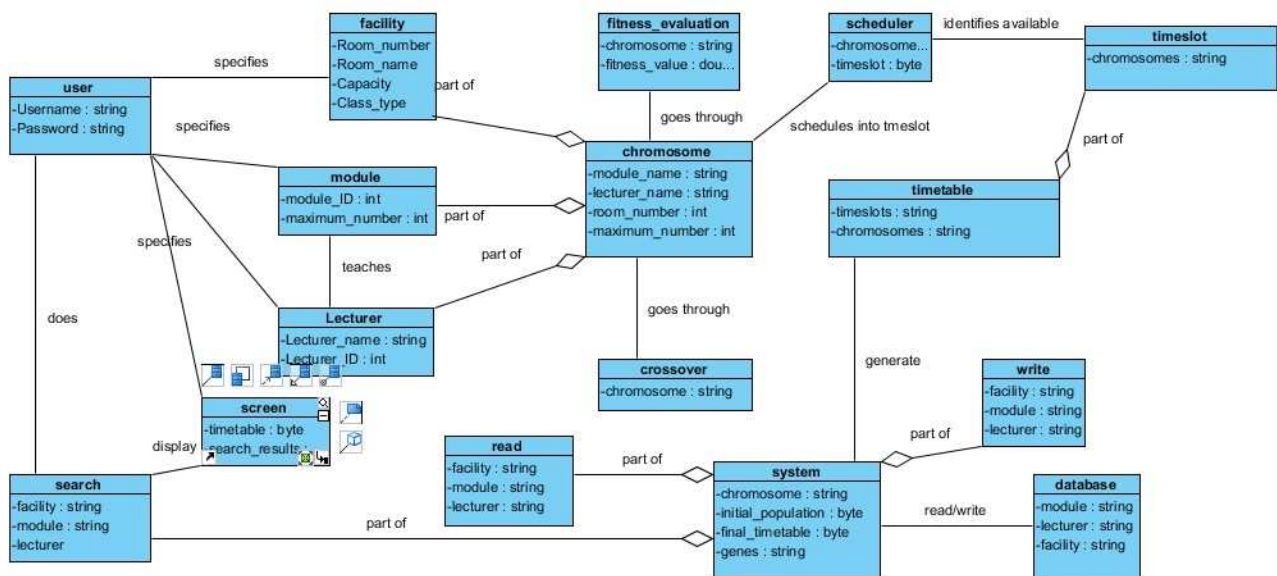 facility
-Room_number
-Room_name
-Capacity
-Class_type
fitness_evaluation
-chromosome : string
-fitness_value : dou...
scheduler
-chromosome...
-timeslot : byte
identifies available
timeslot
-chromosomes : string
specifies
user
-Username : string
-Password : string
part of
specifies
goes through
schedules into tmeslot
part of
chromosome
-module_name : string
-lecturer_name : string
-room_number : int
-maximum_number : int
module
-module_ID : int
-maximum_number : int
part of
timetable
-timeslots : string
-chromosomes : string
specifies
teaches
part of
does
Lecturer
-Lecturer_name : string
-Lecturer_ID : int
goes through
generate
crossover
-chromosome : string
write
-facility : string
-module : string
-lecturer : string
screen
-timetable : byte
-search_results :
display
part of
read
-facility : string
-module : string
-lecturer : string
part of
system
-chromosome : string
-initial_population : byte
-final_timetable : byte
-genes : string
search
-facility : string
-module : string
-lecturer
part of
read/write
database
-module : string
-lecturer : string
-facility : string